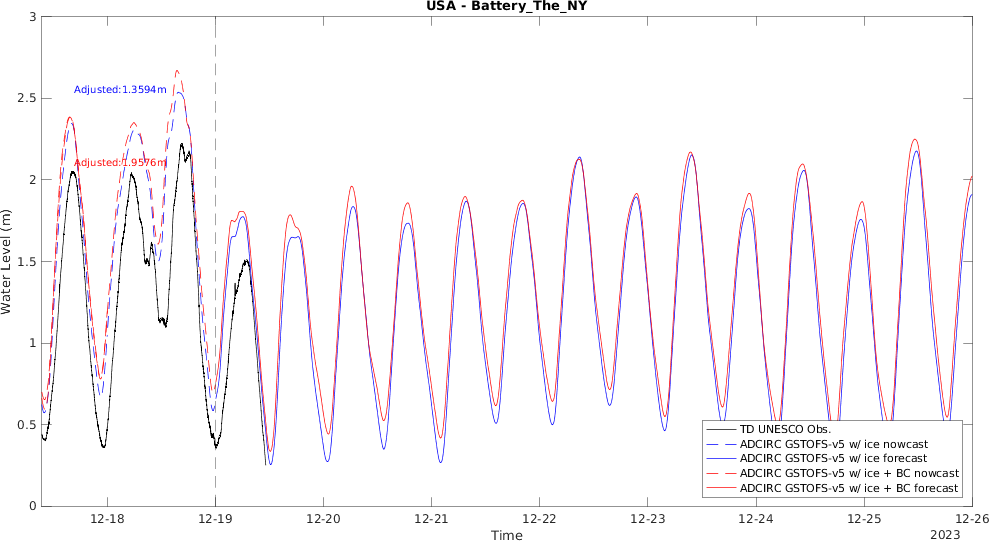 USA - Battery_The_NY
3
2.5
2
1.5
1
0.5
0
Water Level (m)
Adjusted:1.3594m
Adjusted:1.9576m
TD UNESCO Obs.
ADCIRC GSTOFS-v5 w/ ice nowcast
ADCIRC GSTOFS-v5 w/ ice forecast
ADCIRC GSTOFS-v5 w/ ice + BC nowcast
ADCIRC GSTOFS-v5 w/ ice + BC forecast
12-18 12-19 12-20 12-21 12-22 12-23 12-24 12-25 12-26
Time
2023